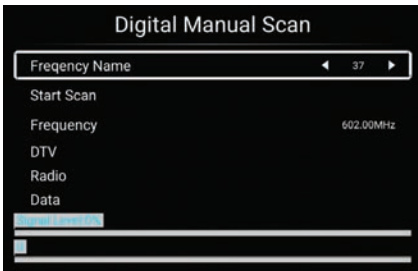 Digital Manual Scan
Freqency Name 37
Start Scan
Frequency 602.00MHz
DTV
Radio
Data
Signal Level 0%